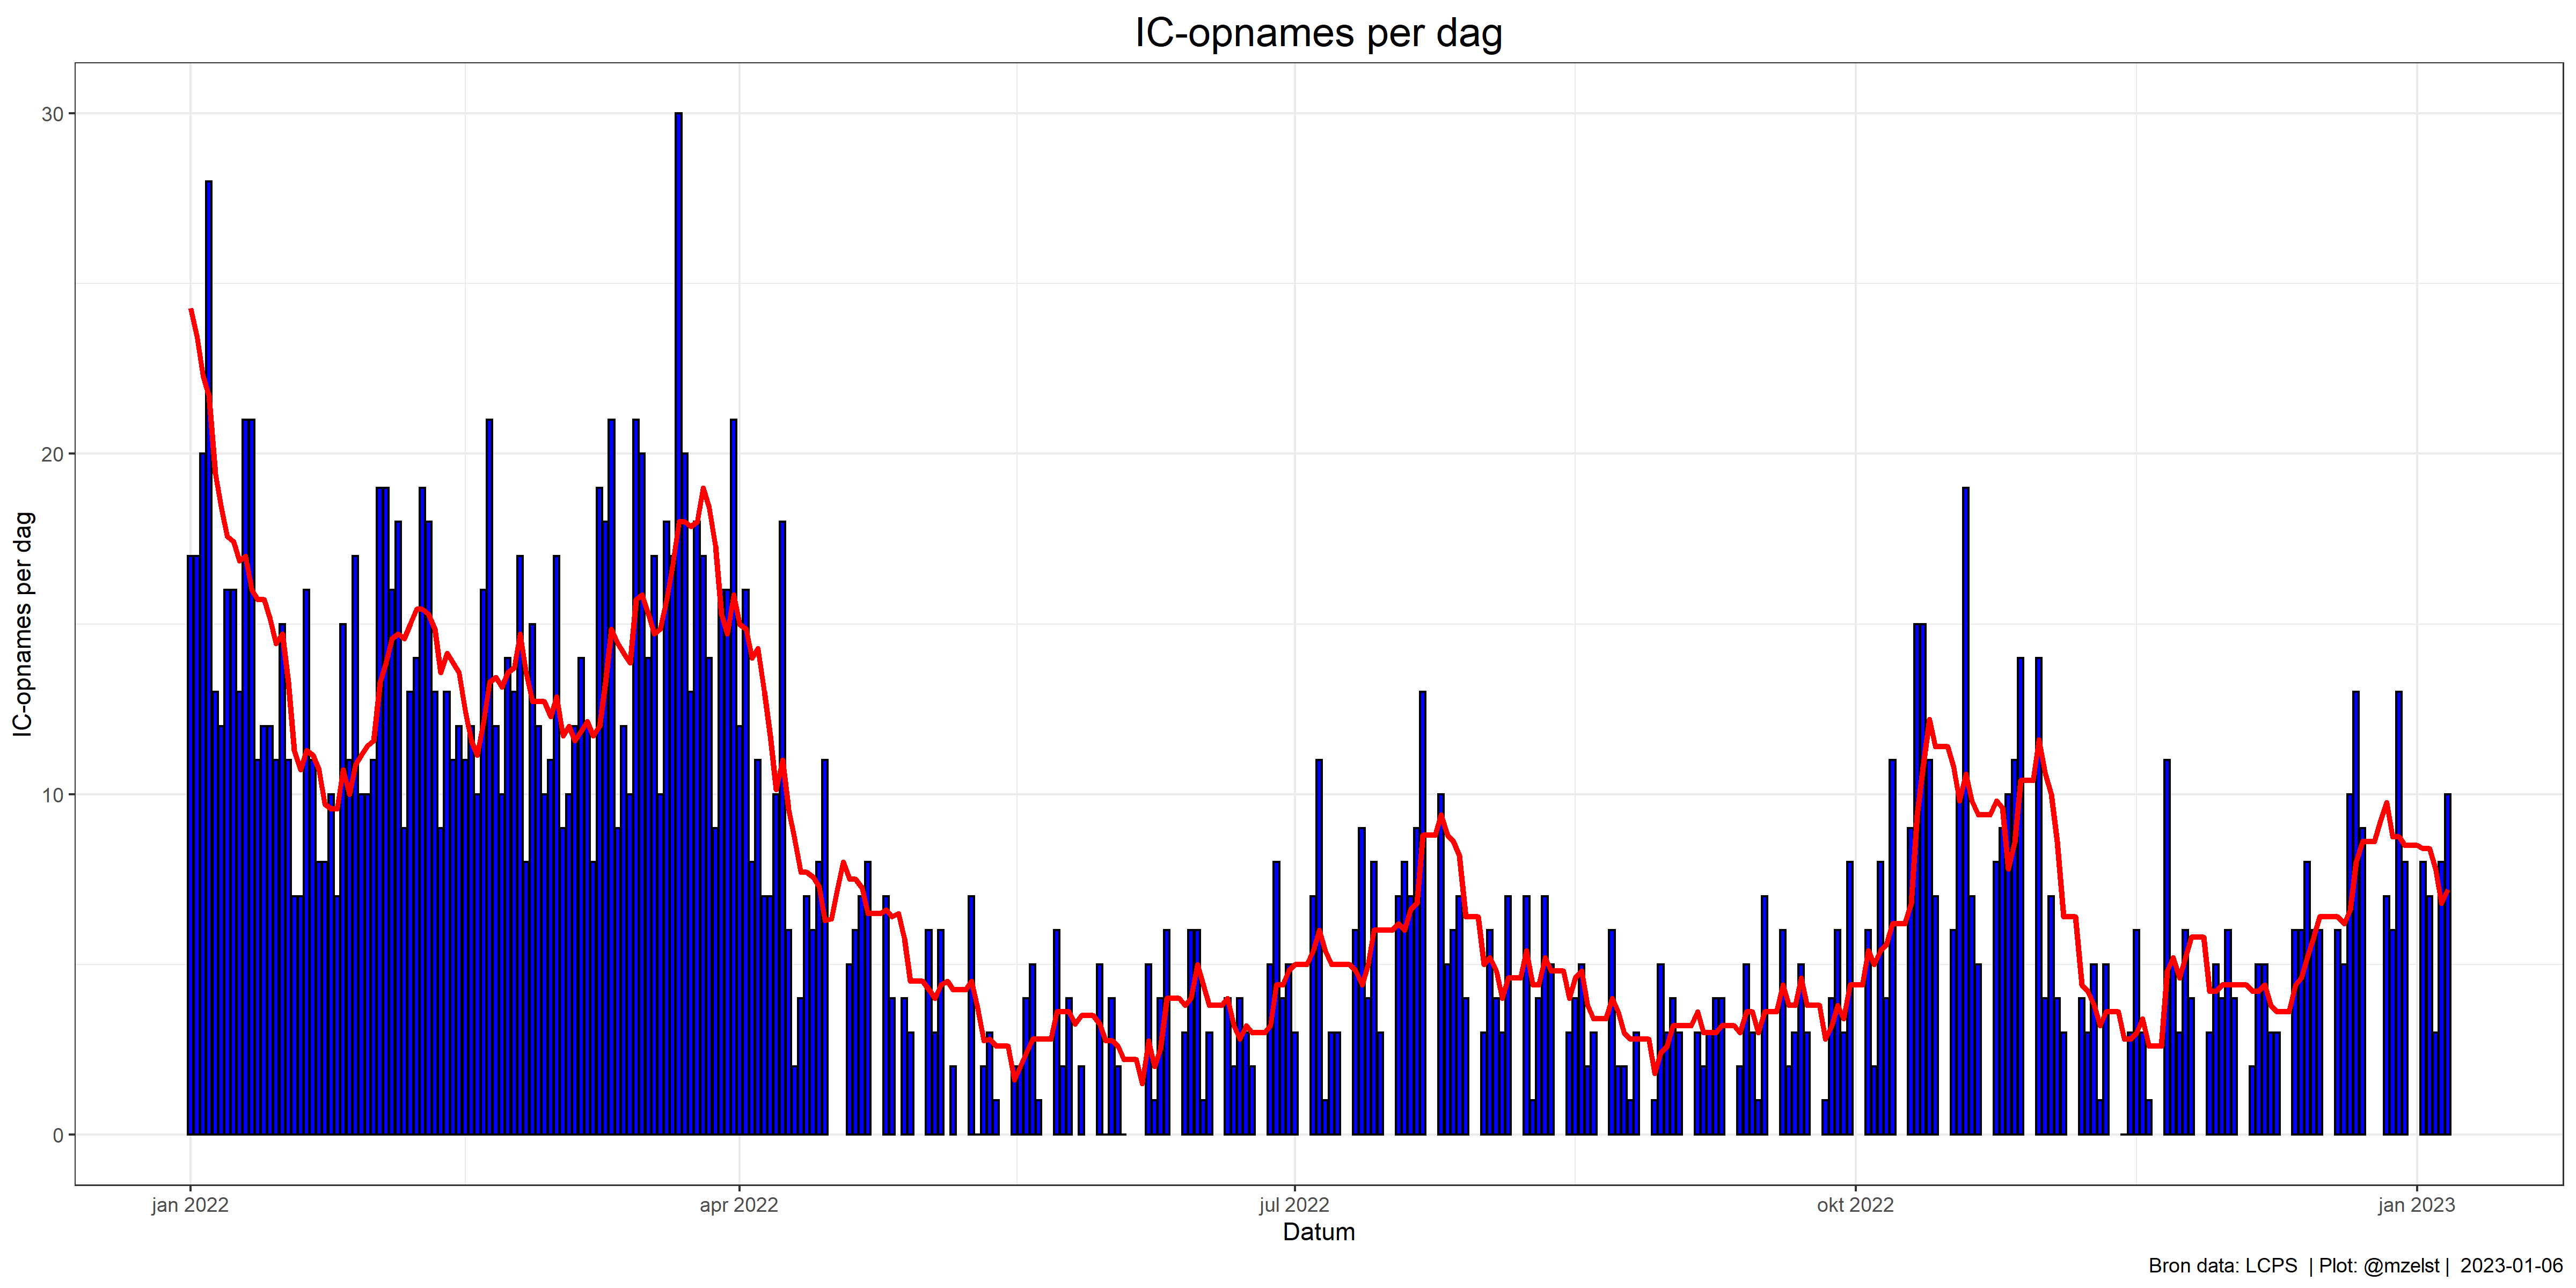 IC-opnames per dag
IC-opnames per dag
30
20
10
0
jan 2022
apr 2022
jul 2022
okt 2022
jan 2023
Datum
Bron data: LCPS | Plot: @mzelst | 2023-01-06